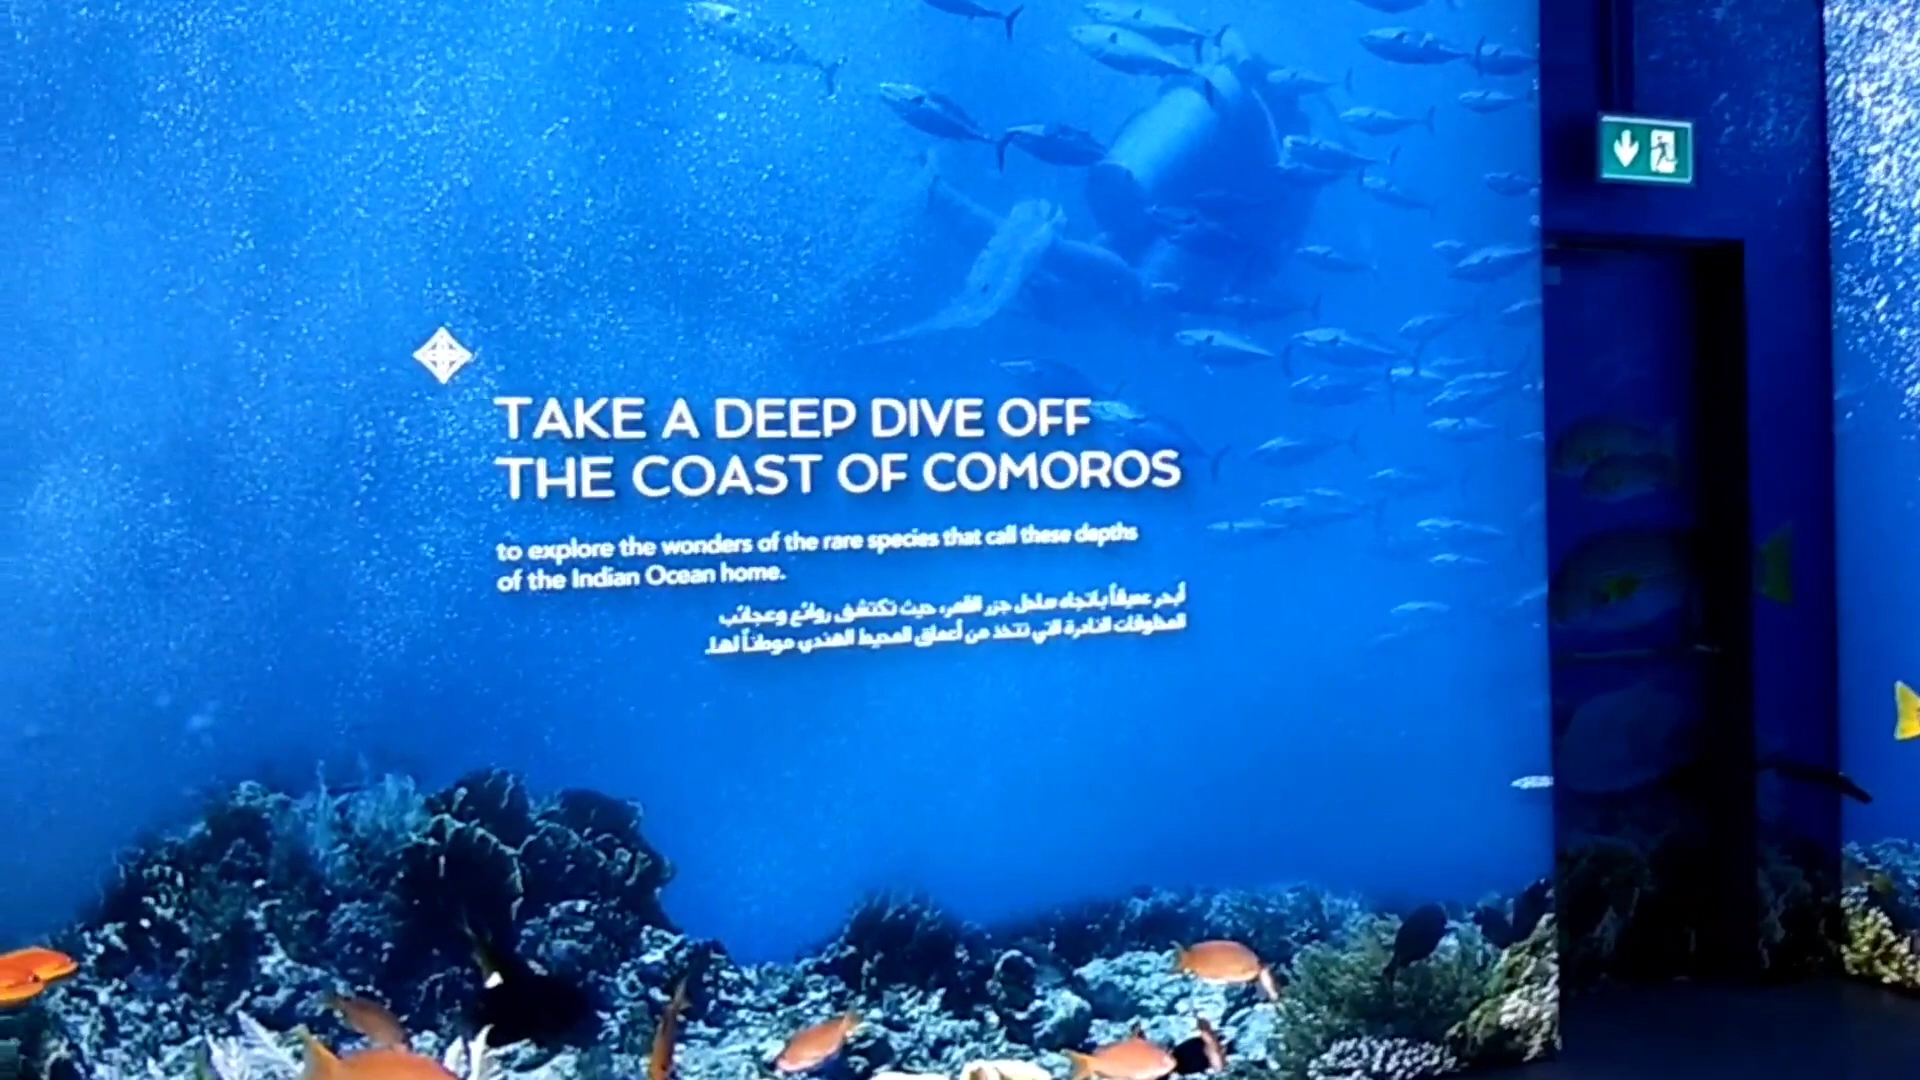 TAKE A DEEP DIVE OFF
THE COAST OF COMOROS
to explore the wonders of the rare species that call these depths
of the Indian Ocean home.
أبحر عميقاً باتجاه ساحل جزر القمر، حيث تكتشف روائع وعجائب
المخلوقات النادرة التي تتخذ من أعماق المحيط الهندي موطناً لها.